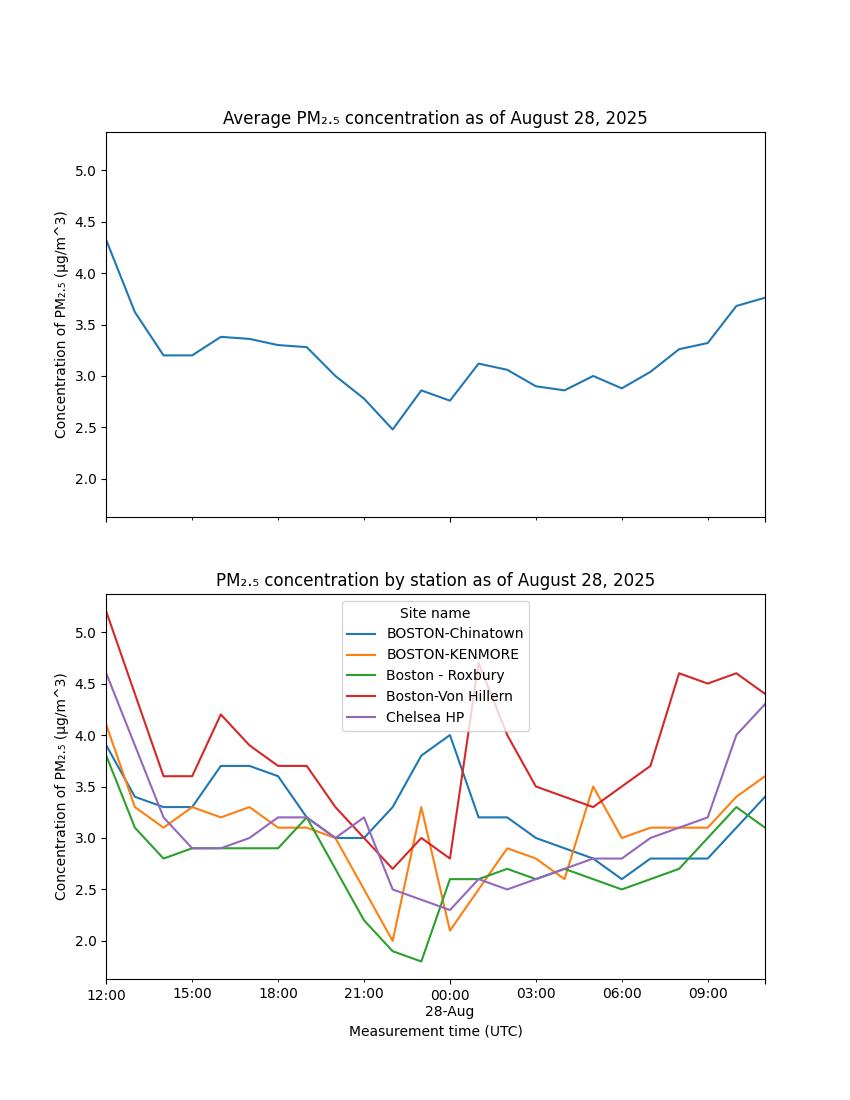 Average PM₂.₅ concentration as of August 28, 2025
Concentration of PM₂.₅ (μg/m^3)
5.0
4.5
4.0
3.5
3.0
2.5
2.0
PM₂.₅ concentration by station as of August 28, 2025
Concentration of PM₂.₅ (μg/m^3)
5.0
4.5
4.0
3.5
3.0
2.5
2.0
Site name
BOSTON-Chinatown
BOSTON-KENMORE
Boston - Roxbury
Boston-Von Hillern
Chelsea HP
12:00 15:00 18:00 21:00 00:00 03:00 06:00 09:00
28-Aug
Measurement time (UTC)